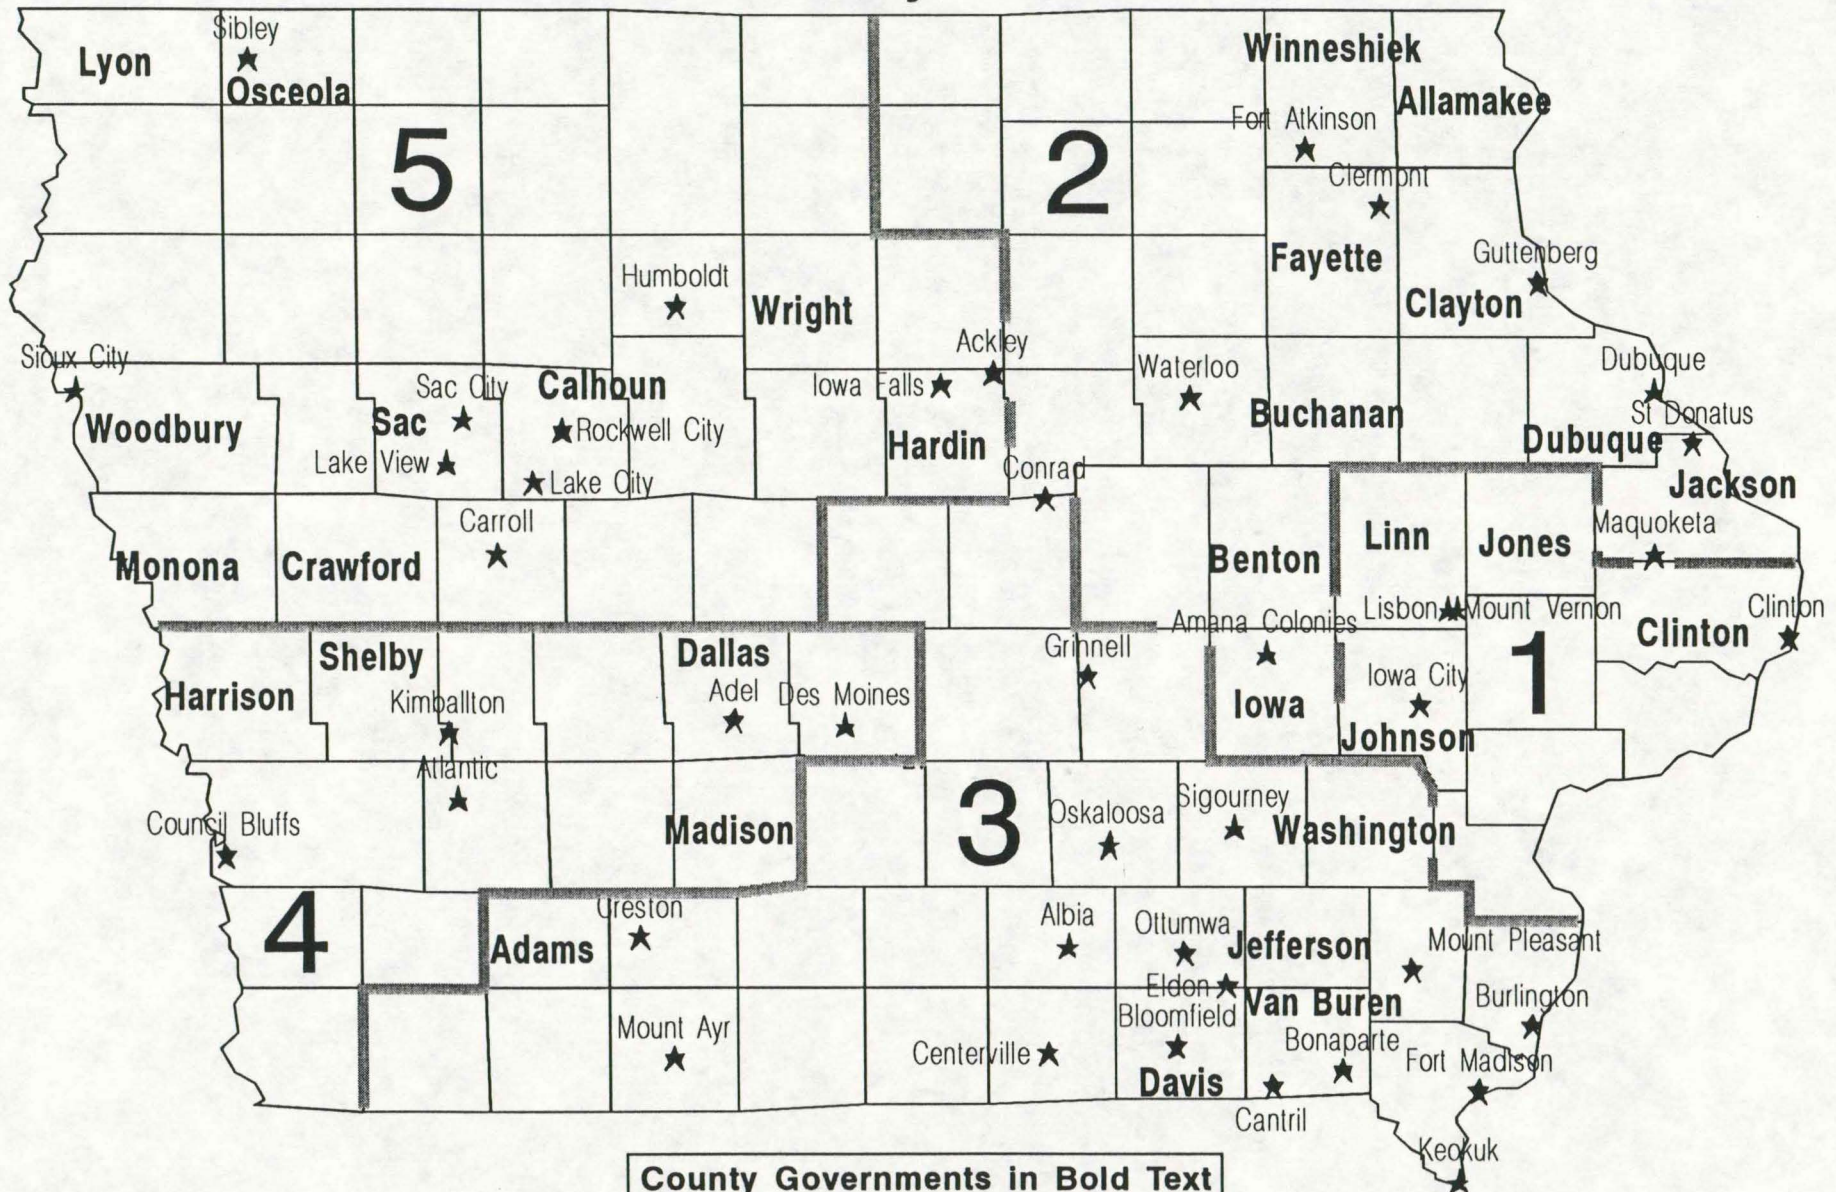 Sibley
Lyon
Osceola
Winneshiek
Allamakee
Fort Atkinson
5
2
Clermont
Fayette
Guttenberg
Clayton
Humboldt
Wright
Ackley
Sioux City
Sac City
Calhoun
Iowa Falls
Waterloo
Dubuque
Woodbury
Sac
Rockwell City
Hardin
Buchanan
St Donatus
Dubuque
Lake View
Lake City
Conrad
Jackson
Carroll
Maquoketa
Monona
Crawford
Benton
Linn
Jones
Lisbon
Mount Vernon
Clinton
Amana Colonies
Clinton
Shelby
Dallas
Grinnell
1
Harrison
Kimballton
Adel
Des Moines
Iowa
Iowa City
Johnson
Atlantic
Council Bluffs
Madison
3
Oskaloosa
Sigourney
Washington
4
Creston
Adams
Albia
Ottumwa
Jefferson
Mount Pleasant
Eldon
Van Buren
Burlington
Mount Ayr
Centerville
Bloomfield
Bonaparte
Fort Madison
Davis
Cantril
Keokuk
County Governments in Bold Text